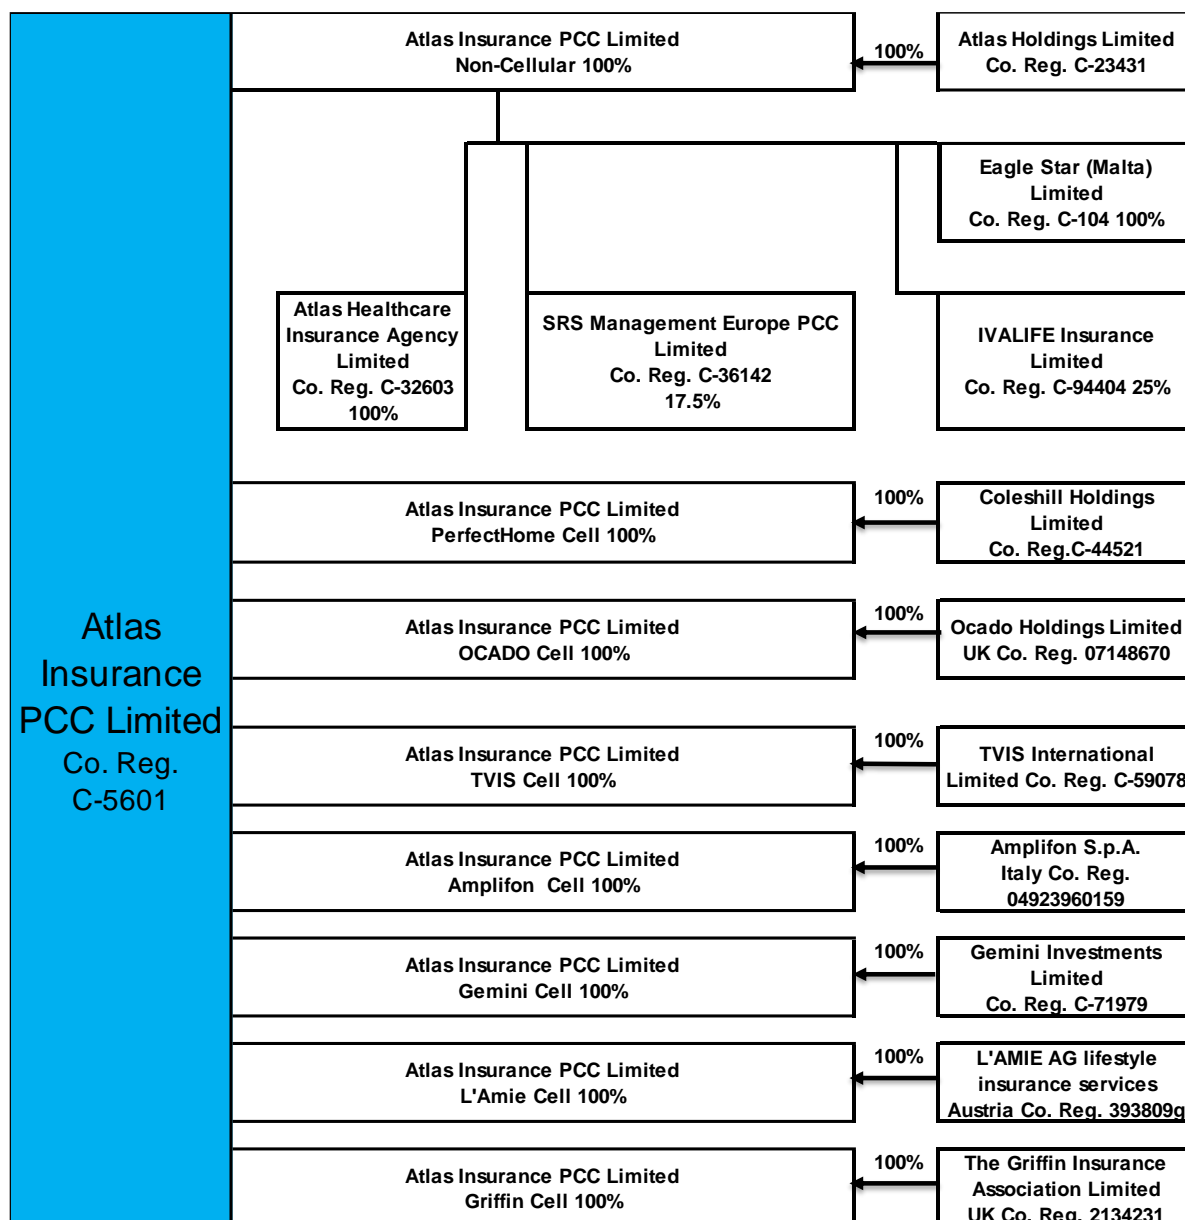 Atlas
Insurance
PCC Limited
Co. Reg.
C-5601
Atlas Insurance PCC Limited
Non-Cellular 100%
100%
Atlas Holdings Limited
Co. Reg. C-23431
Eagle Star (Malta)
Limited
Co. Reg. C-104 100%
Atlas Healthcare
Insurance Agency
Limited
Co. Reg. C-32603
100%
SRS Management Europe PCC
Limited
Co. Reg. C-36142
17.5%
IVALIFE Insurance
Limited
Co. Reg. C-94404 25%
Atlas Insurance PCC Limited
PerfectHome Cell 100%
100%
Coleshill Holdings
Limited
Co. Reg.C-44521
Atlas Insurance PCC Limited
OCADO Cell 100%
100%
Ocado Holdings Limited
UK Co. Reg. 07148670
Atlas Insurance PCC Limited
TVIS Cell 100%
100%
TVIS International
Limited Co. Reg. C-59078
Atlas Insurance PCC Limited
Amplifon Cell 100%
100%
Amplifon S.p.A.
Italy Co. Reg.
04923960159
Atlas Insurance PCC Limited
Gemini Cell 100%
100%
Gemini Investments
Limited
Co. Reg. C-71979
Atlas Insurance PCC Limited
L'Amie Cell 100%
100%
L'AMIE AG lifestyle
insurance services
Austria Co. Reg. 393809g
Atlas Insurance PCC Limited
Griffin Cell 100%
100%
The Griffin Insurance
Association Limited
UK Co. Reg. 2134231